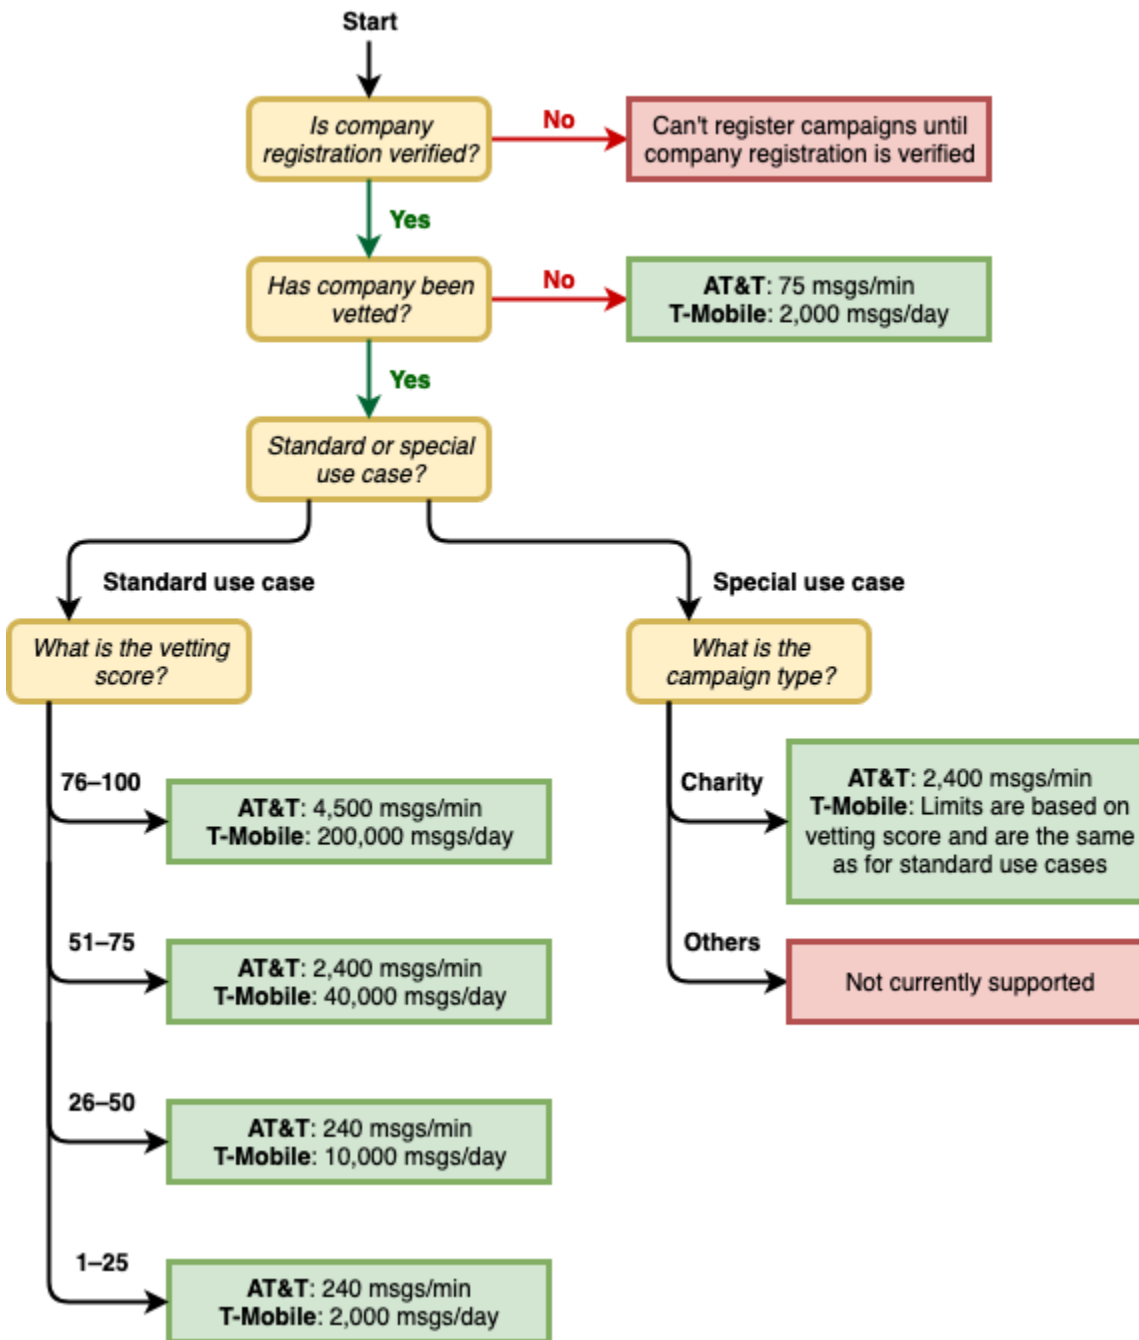 Start
Is company
registration verified?
No
Can't register campaigns until
company registration is verified
Yes
Has company been
vetted?
No
AT&T: 75 msgs/min
T-Mobile: 2,000 msgs/day
Yes
Standard or special
use case?
Standard use case
Special use case
What is the vetting
score?
What is the
campaign type?
76–100
AT&T: 4,500 msgs/min
T-Mobile: 200,000 msgs/day
Charity
AT&T: 2,400 msgs/min
T-Mobile: Limits are based on
vetting score and are the same
as for standard use cases
51–75
AT&T: 2,400 msgs/min
T-Mobile: 40,000 msgs/day
Others
Not currently supported
26–50
AT&T: 240 msgs/min
T-Mobile: 10,000 msgs/day
1–25
AT&T: 240 msgs/min
T-Mobile: 2,000 msgs/day